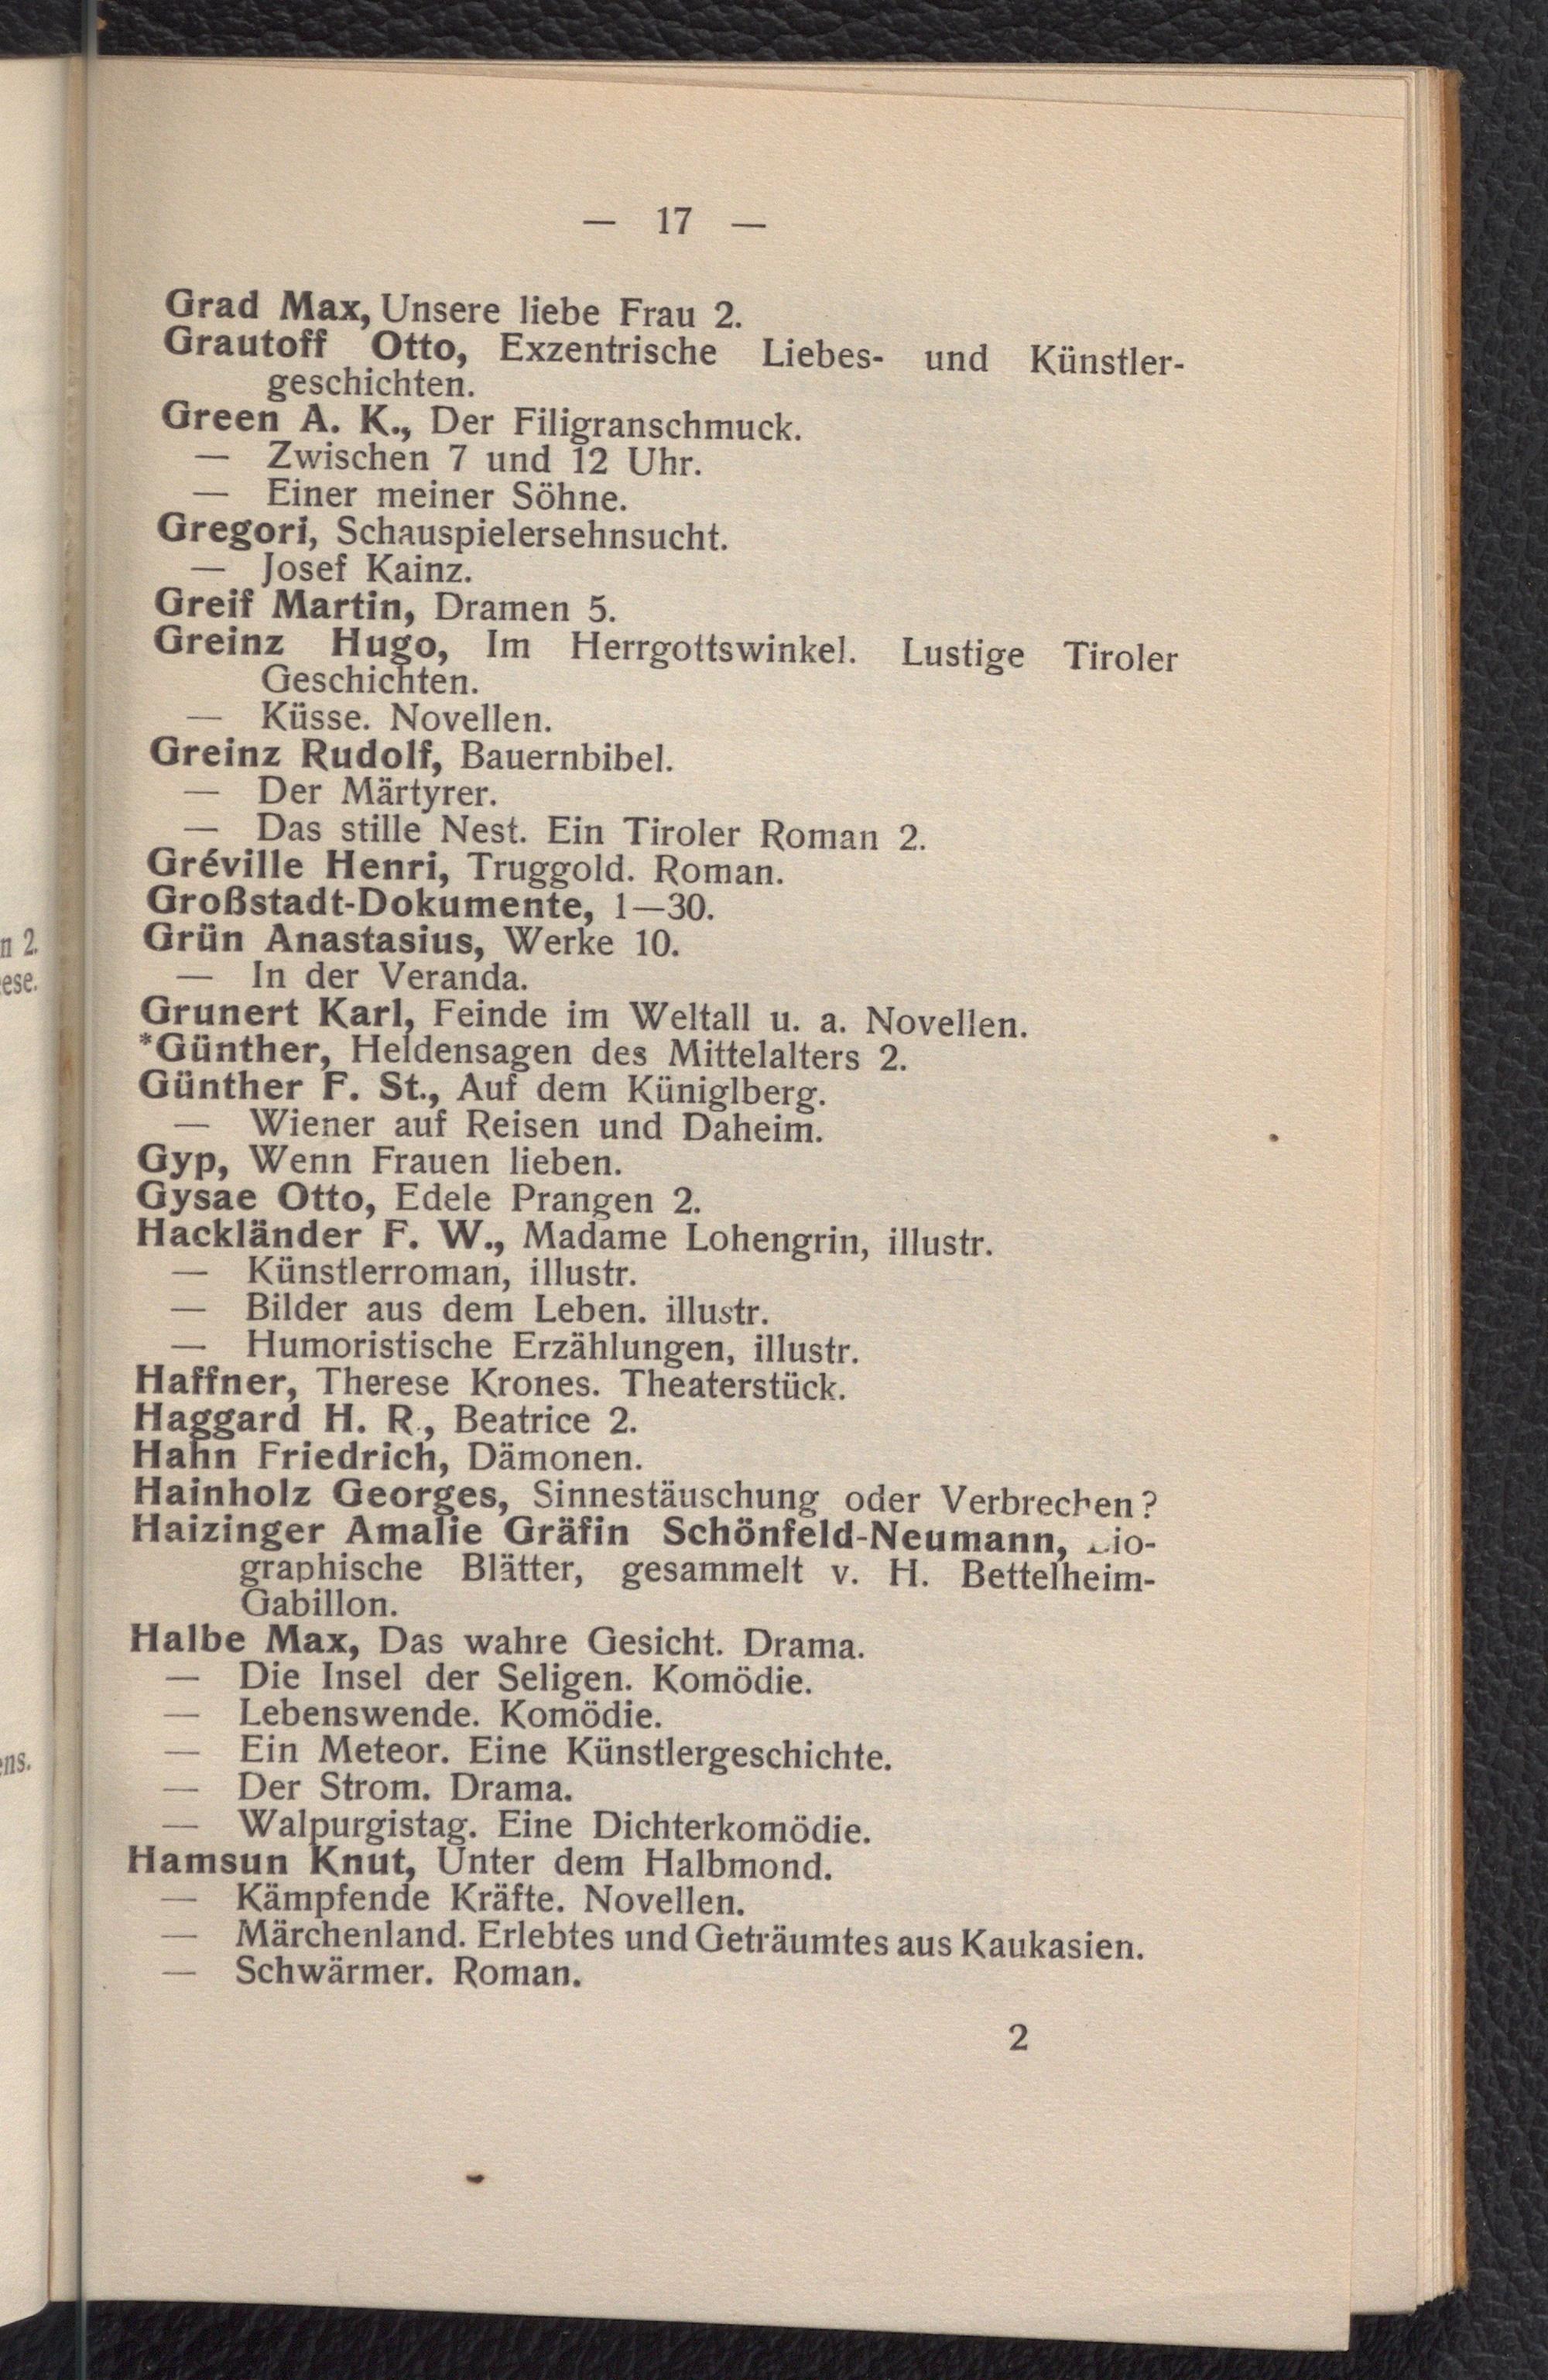 — 17 —
Grad Max, Unsere liebe Frau 2.
Grautoff Otto, Exzentrische Liebes- und Künstler-
geschichten.
Green A. K., Der Filigranschmuck.
— Zwischen 7 und 12 Uhr.
— Einer meiner Söhne.
Gregori, Schauspielersehnsucht.
— Josef Kainz.
Greif Martin, Dramen 5.
Greinz Hugo, Im Herrgottswinkel. Lustige Tiroler
Geschichten.
— Küsse. Novellen.
Greinz Rudolf, Bauernbibel.
— Der Märtyrer.
— Das stille Nest. Ein Tiroler Roman 2.
Gréville Henri, Truggold. Roman.
Großstadt-Dokumente, 1—30.
Grün Anastasius, Werke 10.
— In der Veranda.
Grunert Karl, Feinde im Weltall u. a. Novellen.
*Günther, Heldensagen des Mittelalters 2.
Günther F. St., Auf dem Küniglberg.
— Wiener auf Reisen und Daheim.
Gyp, Wenn Frauen lieben.
Gysae Otto, Edele Prangen 2.
Hackländer F. W., Madame Lohengrin, illustr.
— Künstlerroman, illustr.
— Bilder aus dem Leben. illustr.
— Humoristische Erzählungen, illustr.
Haffner, Therese Krones. Theaterstück.
Haggard H. R., Beatrice 2.
Hahn Friedrich, Dämonen.
Hainholz Georges, Sinnestäuschung oder Verbrechen?
Haizinger Amalie Gräfin Schönfeld-Neumann, Bio-
graphische Blätter, gesammelt v. H. Bettelheim-
Gabillon.
Halbe Max, Das wahre Gesicht. Drama.
— Die Insel der Seligen. Komödie.
— Lebenswende. Komödie.
— Ein Meteor. Eine Künstlergeschichte.
— Der Strom. Drama.
— Walpurgistag. Eine Dichterkomödie.
Hamsun Knut, Unter dem Halbmond.
— Kämpfende Kräfte. Novellen.
— Märchenland. Erlebtes und Geträumtes aus Kaukasien.
— Schwärmer. Roman.
2